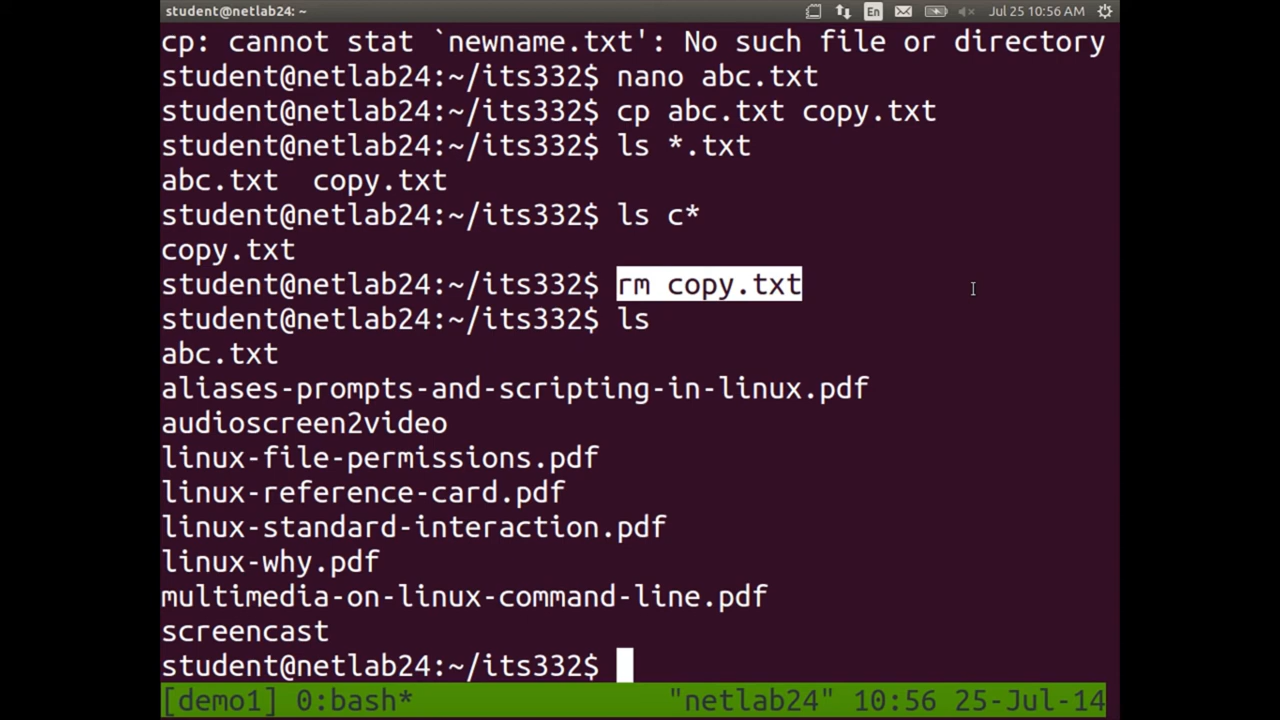 student@netlab24: ~
En
Jul 25 10:56 AM
cp: cannot stat `newname.txt': No such file or directory
student@netlab24:~/its332$ nano abc.txt
student@netlab24:~/its332$ cp abc.txt copy.txt
student@netlab24:~/its332$ ls *.txt
abc.txt  copy.txt
student@netlab24:~/its332$ ls c*
copy.txt
student@netlab24:~/its332$ rm copy.txt
student@netlab24:~/its332$ ls
abc.txt
aliases-prompts-and-scripting-in-linux.pdf
audioscreen2video
linux-file-permissions.pdf
linux-reference-card.pdf
linux-standard-interaction.pdf
linux-why.pdf
multimedia-on-linux-command-line.pdf
screencast
student@netlab24:~/its332$
[demo1] 0:bash* "netlab24" 10:56 25-Jul-14